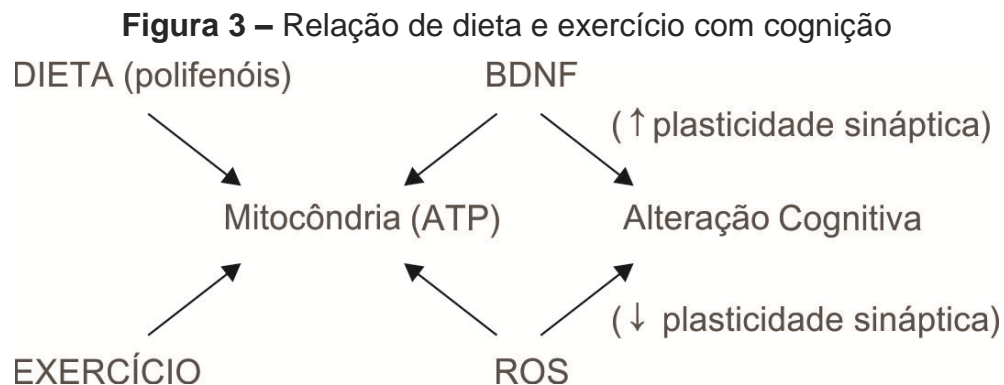 Figura 3 – Relação de dieta e exercício com cognição
DIETA (polifenóis) BDNF
(↑ plasticidade sináptica)
Mitocôndria (ATP) Alteração Cognitiva
(↓ plasticidade sináptica)
EXERCÍCIO ROS